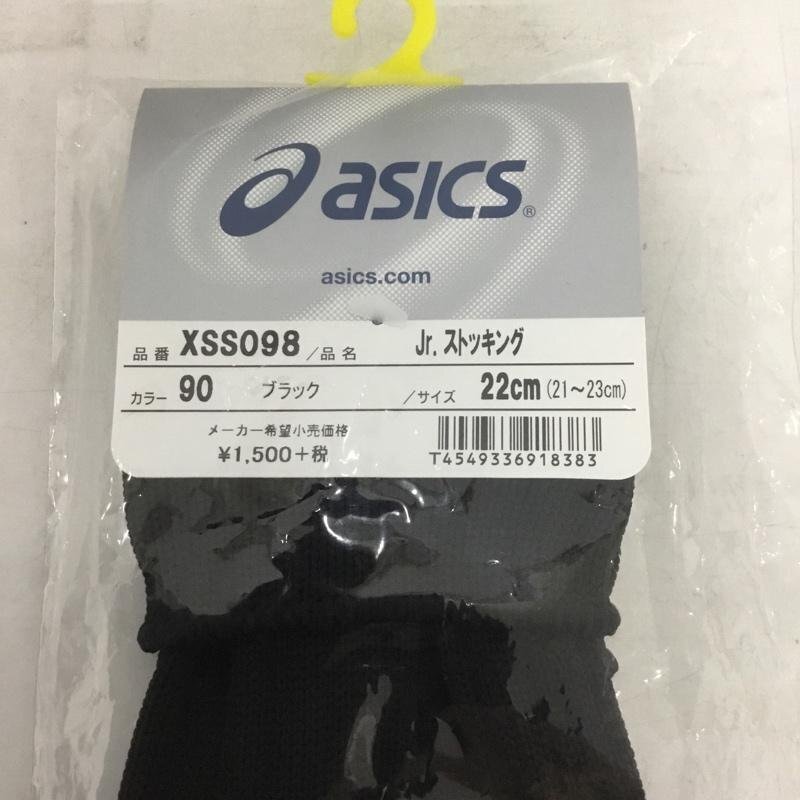 asics®
asics.com
品番 XSS098 /品名 Jr.ストッキング
カラー 90 ブラック /サイズ 22cm (21～23cm)
メーカー希望小売価格
¥1,500+税
T4549336918383